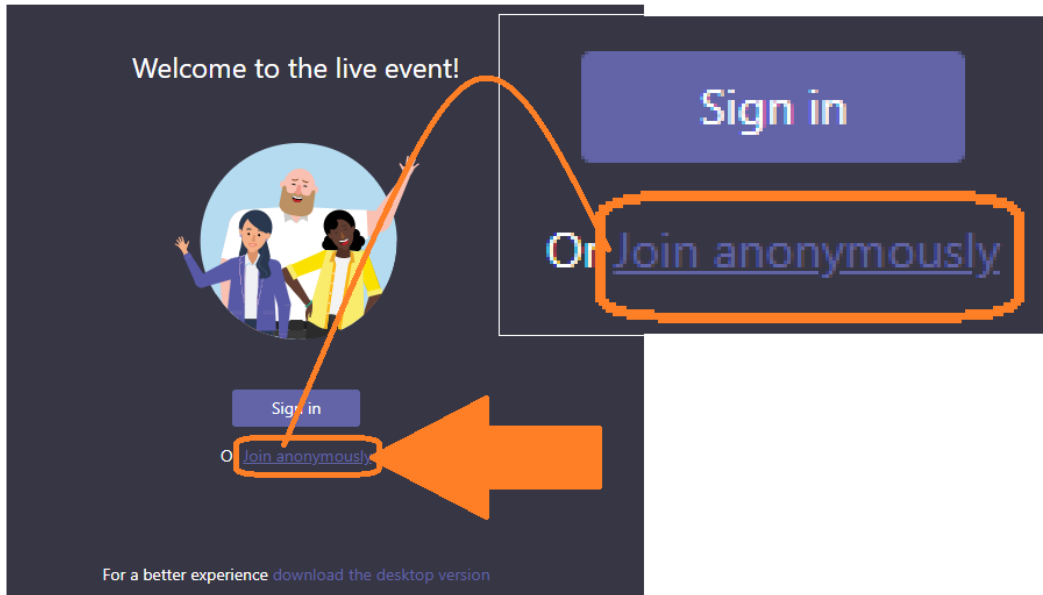 Welcome to the live event!
Sign in
Or Join anonymously
For a better experience download the desktop version
Sign in
Or Join anonymously